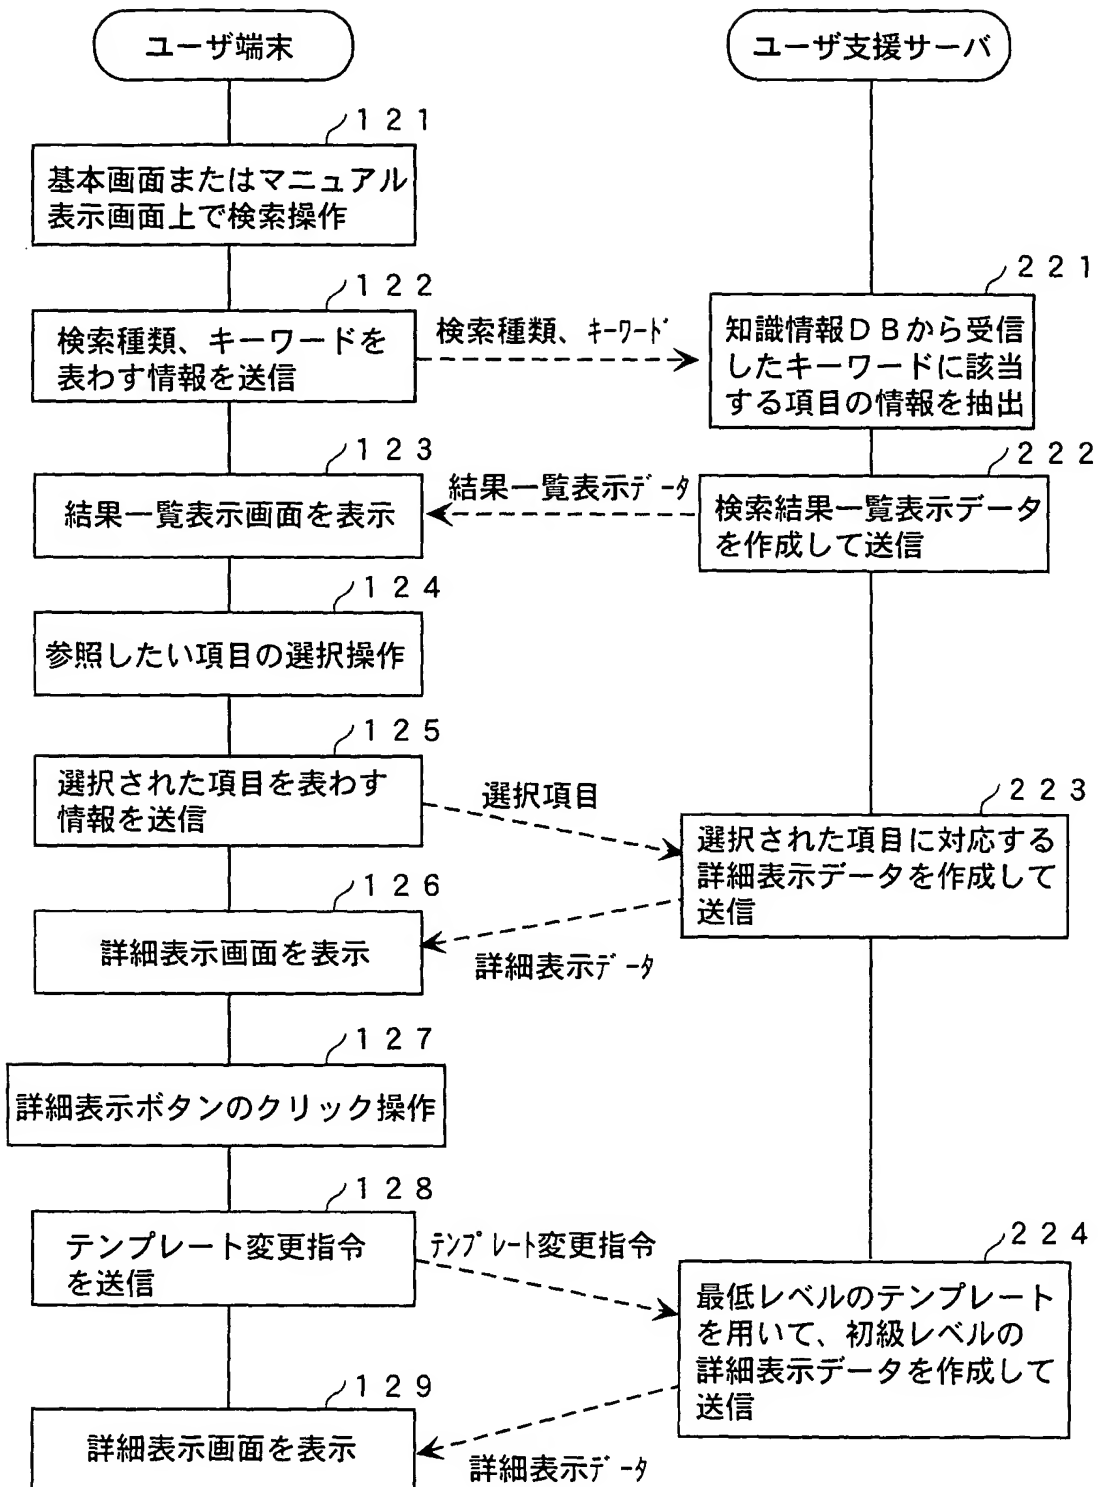 ユーザ端末
ユーザ支援サーバ
121
基本画面またはマニュアル
表示画面上で検索操作
122
検索種類、キーワードを
表わす情報を送信
検索種類、ｷｰﾜｰﾄﾞ
221
知識情報ＤＢから受信
したキーワードに該当
する項目の情報を抽出
123
結果一覧表示画面を表示
結果一覧表示ﾃﾞｰﾀ
222
検索結果一覧表示データ
を作成して送信
124
参照したい項目の選択操作
125
選択された項目を表わす
情報を送信
選択項目
223
選択された項目に対応する
詳細表示データを作成して
送信
126
詳細表示画面を表示
詳細表示ﾃﾞｰﾀ
127
詳細表示ボタンのクリック操作
128
テンプレート変更指令
を送信
ﾃﾝﾌﾟﾚｰﾄ変更指令
224
最低レベルのテンプレート
を用いて、初級レベルの
詳細表示データを作成して
送信
129
詳細表示画面を表示
詳細表示ﾃﾞｰﾀ